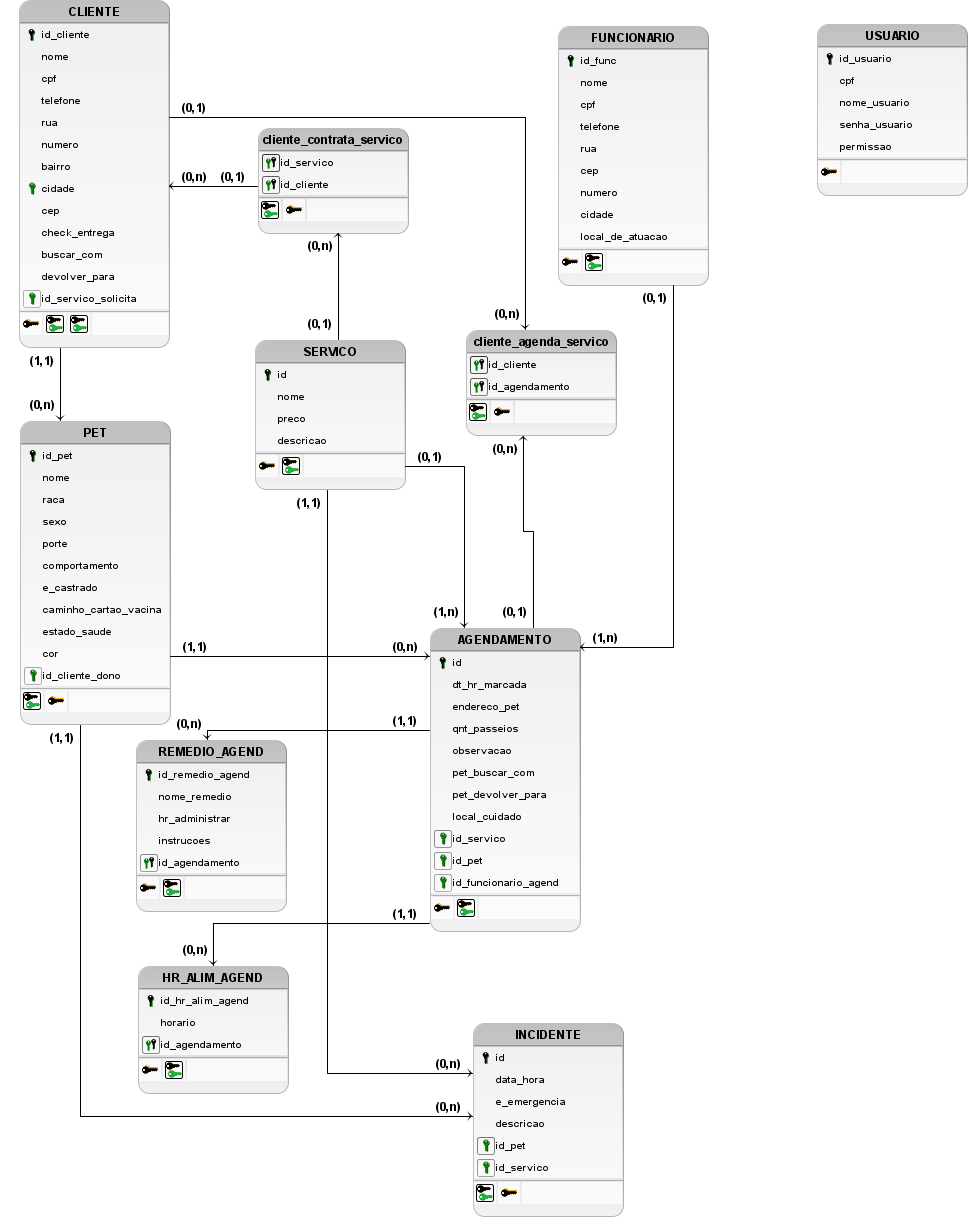 CLIENTE
id_cliente
nome
cpf
telefone
rua
numero
bairro
cidade
cep
check_entrega
buscar_com
devolver_para
id_servico_solicita
(0,1)
(0,n) (0,1)
cliente_contrata_servico
id_servico
id_cliente
(0,n)
FUNCIONARIO
id_func
nome
cpf
telefone
rua
cep
numero
cidade
local_de_atuacao
(0,1)
USUARIO
id_usuario
cpf
nome_usuario
senha_usuario
permissao
(0,n)
cliente_agenda_servico
id_cliente
id_agendamento
(0,n)
(0,1)
SERVICO
id
nome
preco
descricao
(0,1)
(1,1)
(1,1)
(0,n)
PET
id_pet
nome
raca
sexo
porte
comportamento
e_castrado
caminho_cartao_vacina
estado_saude
cor
id_cliente_dono
(1,1) (0,n)
(1,1)
(1,n) (0,1)
(1,n)
AGENDAMENTO
id
dt_hr_marcada
endereco_pet
qnt_passeios
observacao
pet_buscar_com
pet_devolver_para
local_cuidado
id_servico
id_pet
id_funcionario_agend
(0,n) (1,1)
REMEDIO_AGEND
id_remedio_agend
nome_remedio
hr_administrar
instrucoes
id_agendamento
(1,1)
(0,n)
HR_ALIM_AGEND
id_hr_alim_agend
horario
id_agendamento
(0,n)
(0,n)
INCIDENTE
id
data_hora
e_emergencia
descricao
id_pet
id_servico